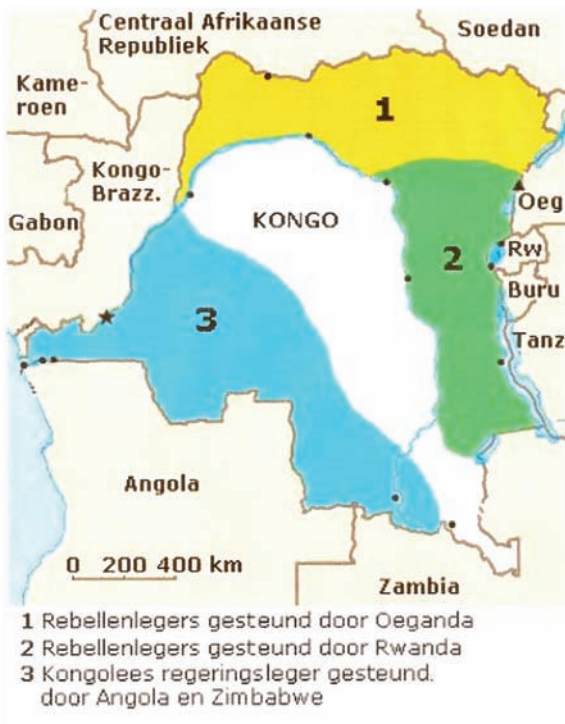 Centraal Afrikaanse
Republiek
Soedan
Kame-
roen
1
Kongo-
Brazz.
Gabon
KONGO
Oeg
2
Rw
Buru
3
Tanz
Angola
0 200 400 km
Zambia
1 Rebellenlegers gesteund door Oeganda
2 Rebellenlegers gesteund door Rwanda
3 Kongolees regeringsleger gesteund.
door Angola en Zimbabwe